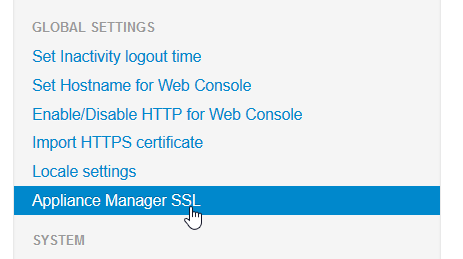 GLOBAL SETTINGS
Set Inactivity logout time
Set Hostname for Web Console
Enable/Disable HTTP for Web Console
Import HTTPS certificate
Locale settings
Appliance Manager SSL
SYSTEM